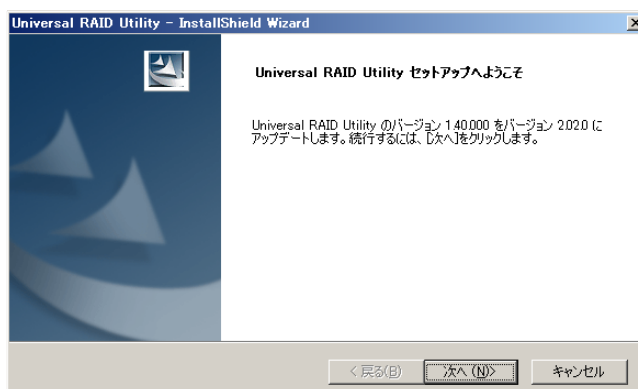 Universal RAID Utility - InstallShield Wizard
Universal RAID Utility セットアップへようこそ
Universal RAID Utility のバージョン 1.40.000 をバージョン 2.02.0 に
アップデートします。続行するには、[次へ]をクリックします。
< 戻る(B)
次へ (N)>
キャンセル